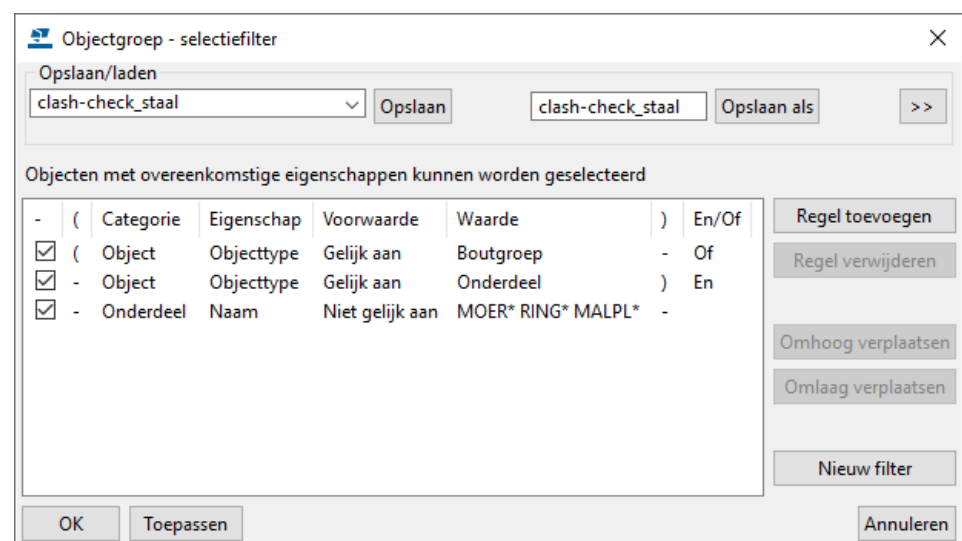 Objectgroep - selectiefilter
Opslaan/laden
clash-check_staal Opslaan clash-check_staal Opslaan als >>
Objecten met overeenkomstige eigenschappen kunnen worden geselecteerd
- ( Categorie Eigenschap Voorwaarde Waarde ) En/Of Regel toevoegen
( Object Objecttype Gelijk aan Boutgroep - Of Regel verwijderen
- Object Objecttype Gelijk aan Onderdeel ) En
- Onderdeel Naam Niet gelijk aan MOER* RING* MALPL* -
Omhoog verplaatsen
Omlaag verplaatsen
Nieuw filter
OK Toepassen Annuleren